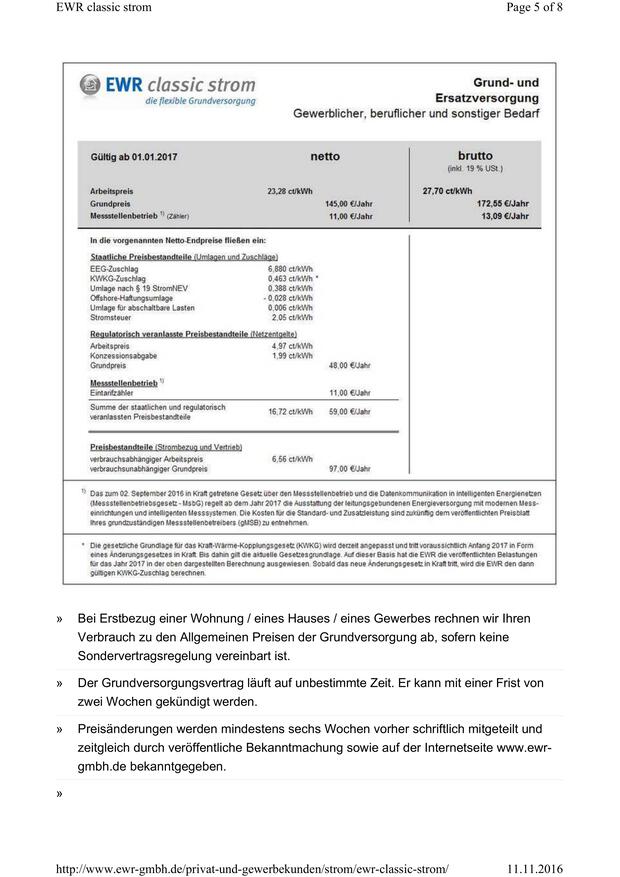 EWR classic strom Page 5 of 8
EWR classic strom
die flexible Grundversorgung
Grund- und
Ersatzversorgung
Gewerblicher, beruflicher und sonstiger Bedarf
Gültig ab 01.01.2017 netto brutto
(inkl. 19 % USt.)
Arbeitspreis 23,28 ct/kWh 27,70 ct/kWh
Grundpreis 145,00 €/Jahr 172,55 €/Jahr
Messstellenbetrieb 1) (Zähler) 11,00 €/Jahr 13,09 €/Jahr
In die vorgenannten Netto-Endpreise fließen ein:
Staatliche Preisbestandteile (Umlagen und Zuschläge)
EEG-Zuschlag 6,880 ct/kWh
KWKG-Zuschlag 0,463 ct/kWh *
Umlage nach § 19 StromNEV 0,388 ct/kWh
Offshore-Haftungsumlage - 0,028 ct/kWh
Umlage für abschaltbare Lasten 0,006 ct/kWh
Stromsteuer 2,05 ct/kWh
Regulatorisch veranlasste Preisbestandteile (Netzentgelte)
Arbeitspreis 4,97 ct/kWh
Konzessionsabgabe 1,99 ct/kWh
Grundpreis 48,00 €/Jahr
Messstellenbetrieb 1)
Eintarifzähler 11,00 €/Jahr
Summe der staatlichen und regulatorisch
veranlassten Preisbestandteile 16,72 ct/kWh 59,00 €/Jahr
Preisbestandteile (Strombezug und Vertrieb)
verbrauchsabhängiger Arbeitspreis 6,56 ct/kWh
verbrauchsunabhängiger Grundpreis 97,00 €/Jahr
1) Das zum 02. September 2016 in Kraft getretene Gesetz über den Messstellenbetrieb und die Datenkommunikation in intelligenten Energienetzen
(Messstellenbetriebsgesetz - MsbG) regelt ab dem Jahr 2017 die Ausstattung der leitungsgebundenen Energieversorgung mit modernen Mess-
einrichtungen und intelligenten Messsystemen. Die Kosten für die Standard- und Zusatzleistung sind zukünftig dem veröffentlichten Preisblatt
Ihres grundzuständigen Messstellenbetreibers (gMSB) zu entnehmen.
* Die gesetzliche Grundlage für das Kraft-Wärme-Kopplungsgesetz (KWKG) wird derzeit angepasst und tritt voraussichtlich Anfang 2017 in Form
eines Änderungsgesetzes in Kraft. Bis dahin gilt die aktuelle Gesetzesgrundlage. Auf dieser Basis hat die EWR die veröffentlichten Belastungen
für das Jahr 2017 in der oben dargestellten Berechnung ausgewiesen. Sobald das neue Änderungsgesetz in Kraft tritt, wird die EWR den dann
gültigen KWKG-Zuschlag berechnen.
» Bei Erstbezug einer Wohnung / eines Hauses / eines Gewerbes rechnen wir Ihren
Verbrauch zu den Allgemeinen Preisen der Grundversorgung ab, sofern keine
Sondervertragsregelung vereinbart ist.
» Der Grundversorgungsvertrag läuft auf unbestimmte Zeit. Er kann mit einer Frist von
zwei Wochen gekündigt werden.
» Preisänderungen werden mindestens sechs Wochen vorher schriftlich mitgeteilt und
zeitgleich durch veröffentliche Bekanntmachung sowie auf der Internetseite www.ewr-
gmbh.de bekanntgegeben.
»
http://www.ewr-gmbh.de/privat-und-gewerbekunden/strom/ewr-classic-strom/ 11.11.2016